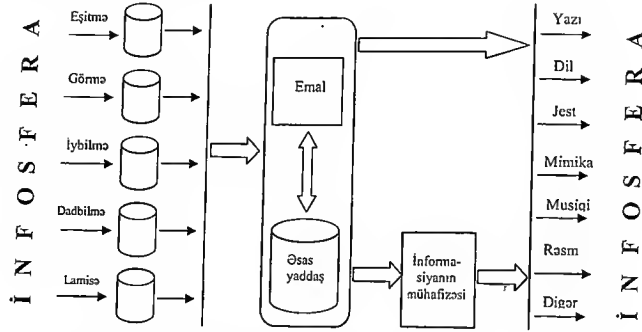 İNFOSFERA
Eşitmə
Görmə
İybilmə
Dadbilmə
Lamisə
Emal
Əsas
yaddaş
İnforma-
siyanın
mühafizəsi
Yazı
Dil
Jest
Mimika
Musiqi
Rəsm
Digər
İNFOSFERA